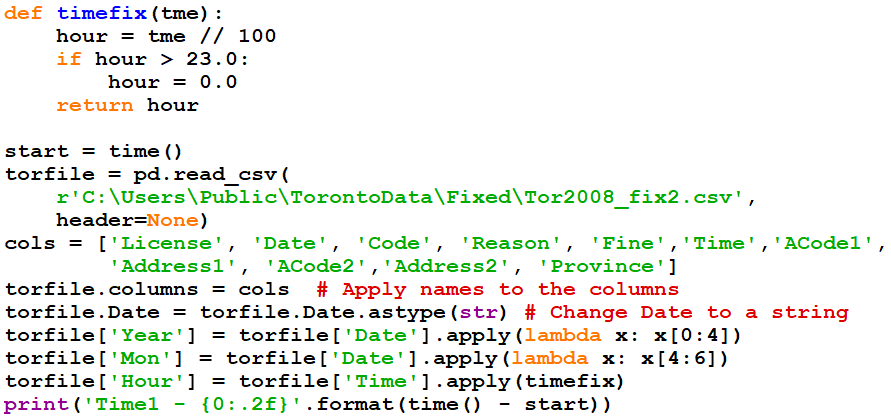 def timefix(tme):
    hour = tme // 100
    if hour > 23.0:
        hour = 0.0
    return hour

start = time()
torfile = pd.read_csv(
    r'C:\Users\Public\TorontoData\Fixed\Tor2008_fix2.csv',
    header=None)
cols = ['License', 'Date', 'Code', 'Reason', 'Fine','Time','ACode1',
        'Address1', 'ACode2','Address2', 'Province']
torfile.columns = cols  # Apply names to the columns
torfile.Date = torfile.Date.astype(str) # Change Date to a string
torfile['Year'] = torfile['Date'].apply(lambda x: x[0:4])
torfile['Mon'] = torfile['Date'].apply(lambda x: x[4:6])
torfile['Hour'] = torfile['Time'].apply(timefix)
print('Time1 - {0:.2f}'.format(time() - start))